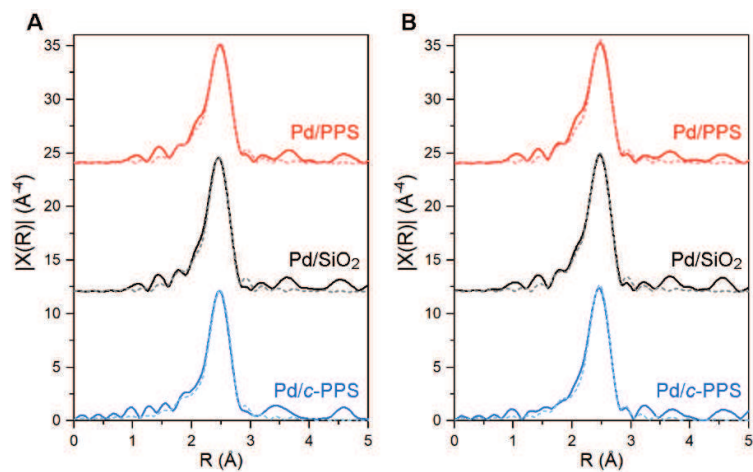 A
35
30
25
20
15
10
5
0
|X(R)| (Å⁻⁴)
Pd/PPS
Pd/SiO₂
Pd/c-PPS
0 1 2 3 4 5
R (Å)
B
35
30
25
20
15
10
5
0
|X(R)| (Å⁻⁴)
Pd/PPS
Pd/SiO₂
Pd/c-PPS
0 1 2 3 4 5
R (Å)